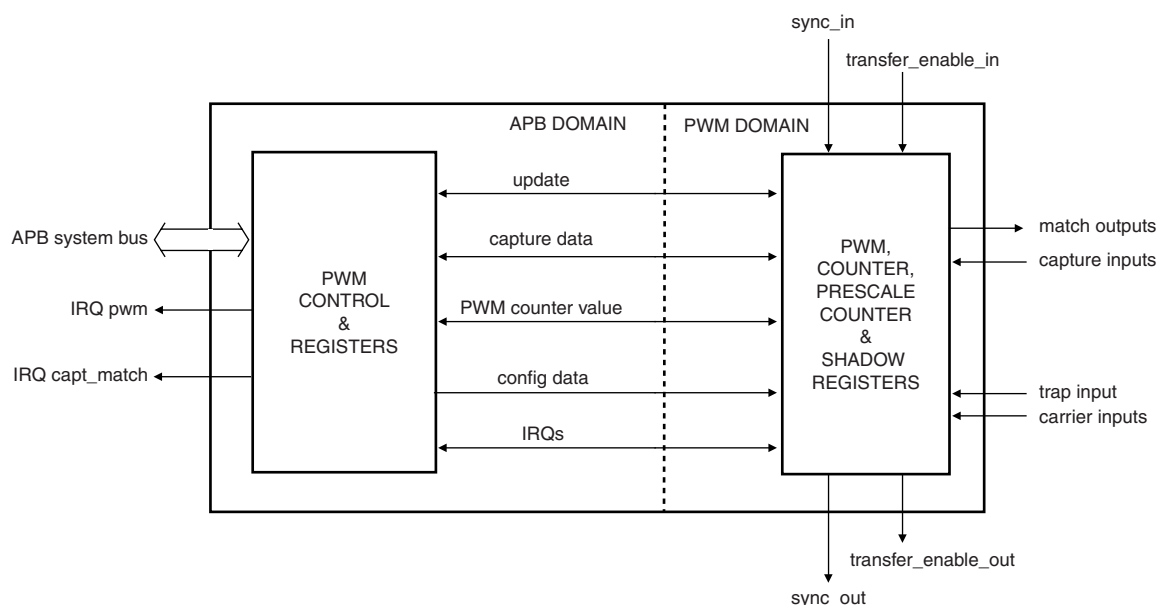 sync_in
transfer_enable_in
APB DOMAIN
PWM DOMAIN
update
APB system bus
capture data
match outputs
capture inputs
PWM
CONTROL
&
REGISTERS
IRQ pwm
PWM counter value
PWM,
COUNTER,
PRESCALE
COUNTER
&
SHADOW
REGISTERS
IRQ capt_match
config data
trap input
carrier inputs
IRQs
transfer_enable_out
sync_out